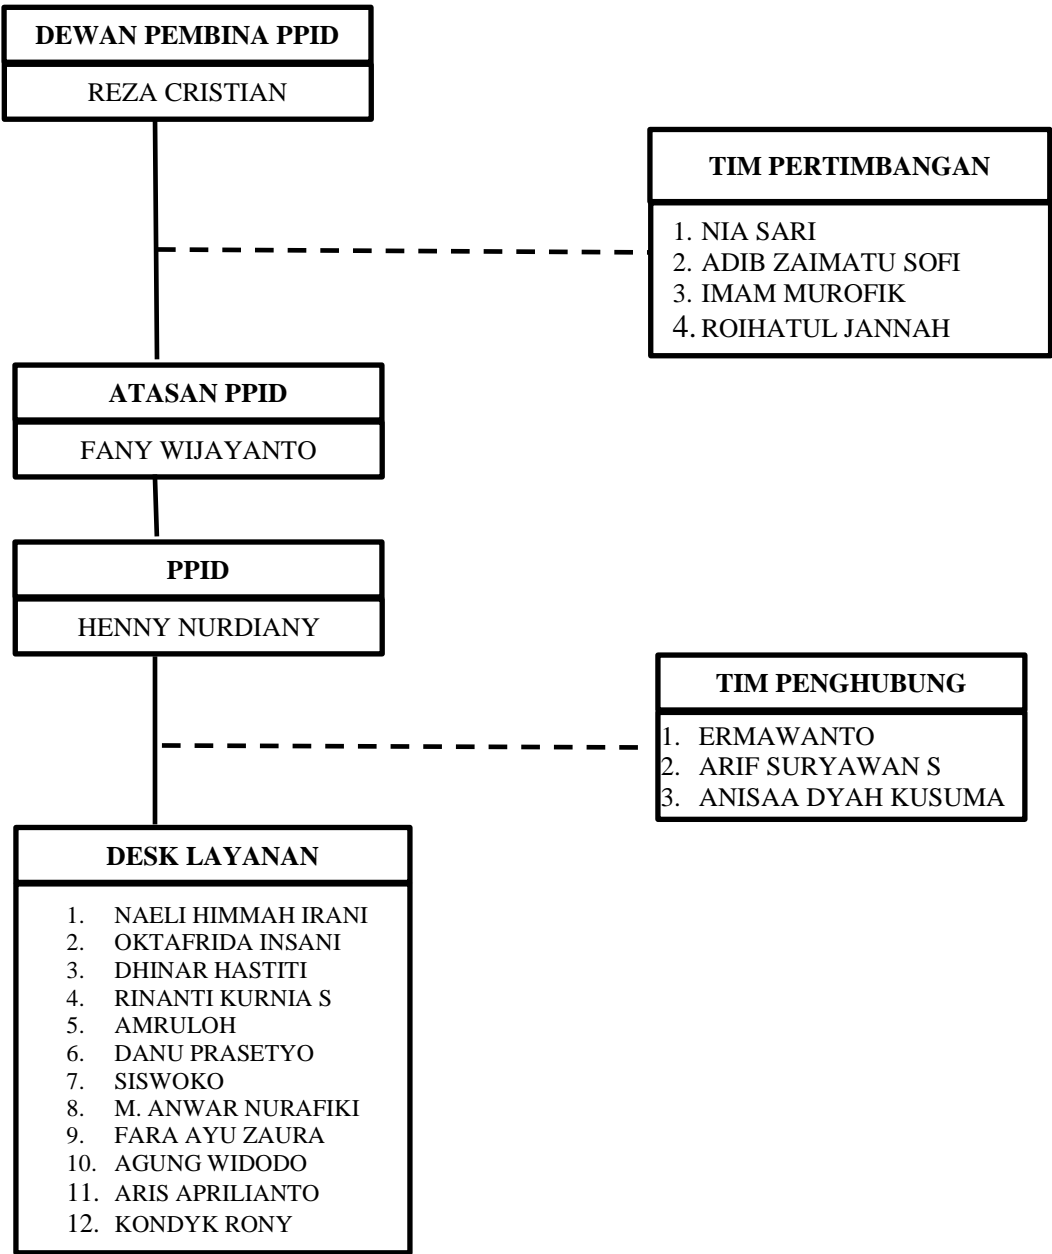 DEWAN PEMBINA PPID
REZA CRISTIAN
TIM PERTIMBANGAN
1. NIA SARI
2. ADIB ZAIMATU SOFI
3. IMAM MUROFIK
4. ROIHATUL JANNAH
ATASAN PPID
FANY WIJAYANTO
PPID
HENNY NURDIANY
TIM PENGHUBUNG
1. ERMAWANTO
2. ARIF SURYAWAN S
3. ANISAA DYAH KUSUMA
DESK LAYANAN
1. NAELI HIMMAH IRANI
2. OKTAFRIDA INSANI
3. DHINAR HASTITI
4. RINANTI KURNIA S
5. AMRULOH
6. DANU PRASETYO
7. SISWOKO
8. M. ANWAR NURAFIKI
9. FARA AYU ZAURA
10. AGUNG WIDODO
11. ARIS APRILIANTO
12. KONDYK RONY